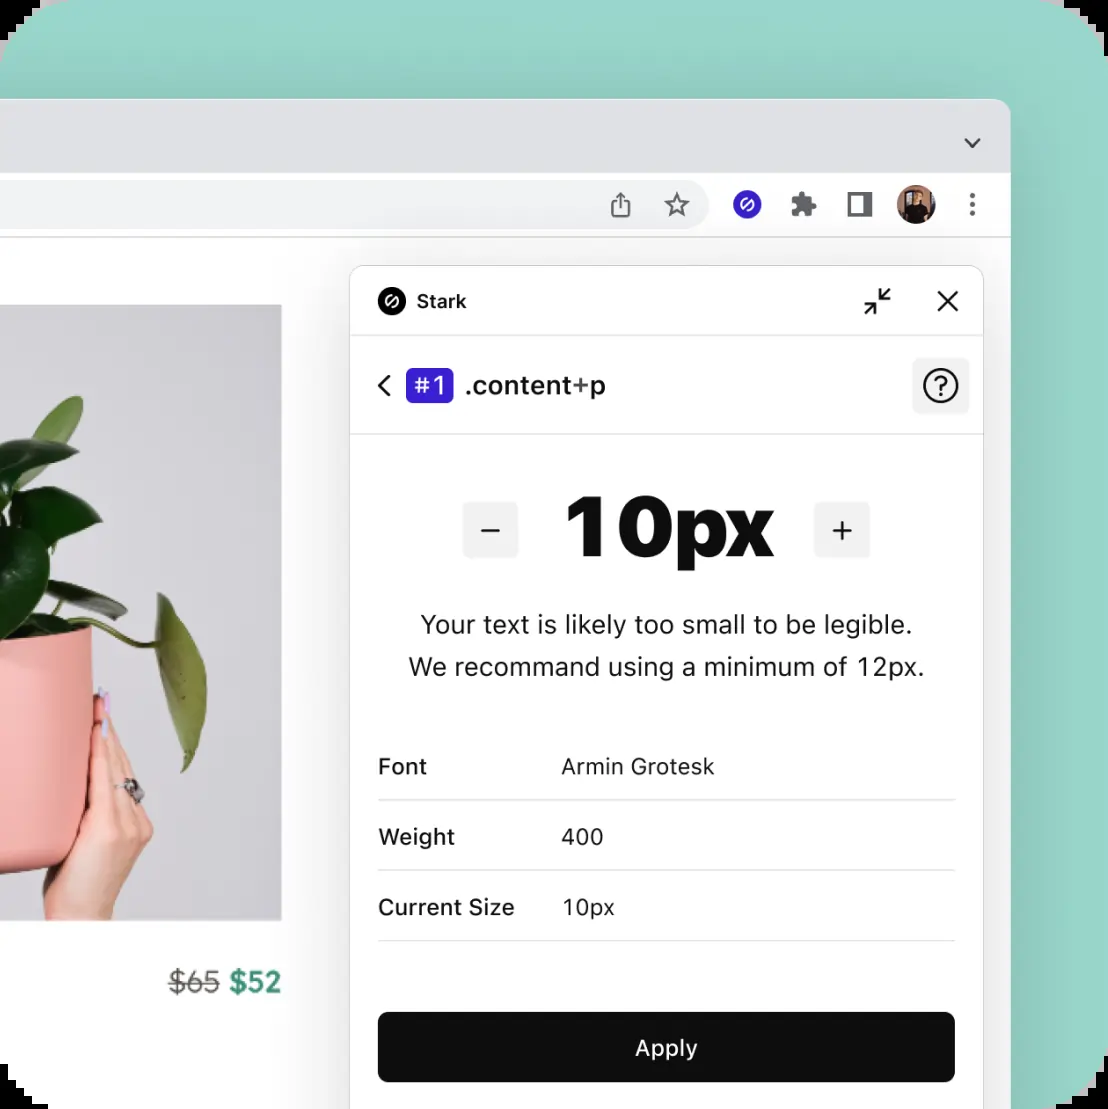 Stark
#1 .content+p
10px
Your text is likely too small to be legible.
We recommand using a minimum of 12px.
Font Armin Grotesk
Weight 400
Current Size 10px
$65 $52
Apply